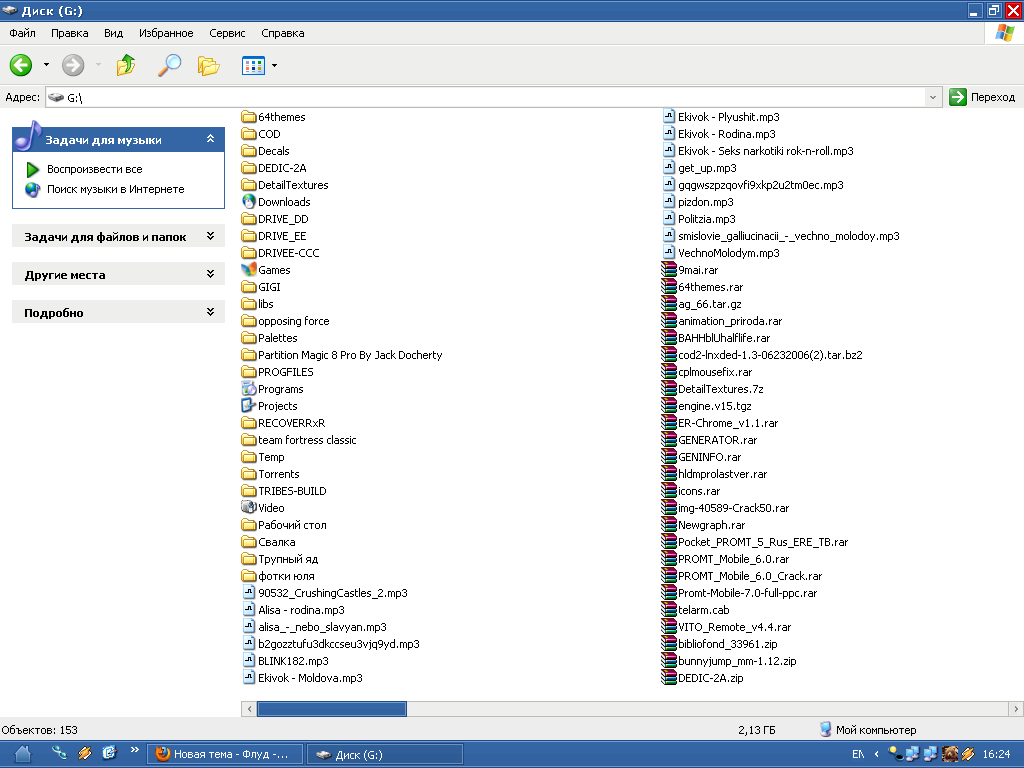 Диск (G:)
Файл Правка Вид Избранное Сервис Справка
Адрес: G:\ Переход
Задачи для музыки
Воспроизвести все
Поиск музыки в Интернете
Задачи для файлов и папок
Другие места
Подробно
64themes
COD
Decals
DEDIC-2A
DetailTextures
Downloads
DRIVE_DD
DRIVE_EE
DRIVEE-CCC
Games
GIGI
libs
opposing force
Palettes
Partition Magic 8 Pro By Jack Docherty
PROGFILES
Programs
Projects
RECOVERRxR
team fortress classic
Temp
Torrents
TRIBES-BUILD
Video
Рабочий стол
Свалка
Трупный яд
фотки юля
90532_CrushingCastles_2.mp3
Alisa - rodina.mp3
alisa_-_nebo_slavyan.mp3
b2gozztufu3dkccseu3vjq9yd.mp3
BLINK182.mp3
Ekivok - Moldova.mp3
Ekivok - Plyushit.mp3
Ekivok - Rodina.mp3
Ekivok - Seks narkotiki rok-n-roll.mp3
get_up.mp3
gqgwszpzqovfi9xkp2u2tm0ec.mp3
pizdon.mp3
Politzia.mp3
smislovie_galliucinacii_-_vechno_molodoy.mp3
VechnoMolodym.mp3
9mai.rar
64themes.rar
ag_66.tar.gz
animation_priroda.rar
BAHHblUhalflife.rar
cod2-lnxded-1.3-06232006(2).tar.bz2
cplmousefix.rar
DetailTextures.7z
engine.v15.tgz
ER-Chrome_v1.1.rar
GENERATOR.rar
GENINFO.rar
hldmprolastver.rar
icons.rar
img-40589-Crack50.rar
Newgraph.rar
Pocket_PROMT_5_Rus_ERE_TB.rar
PROMT_Mobile_6.0.rar
PROMT_Mobile_6.0_Crack.rar
Promt-Mobile-7.0-full-ppc.rar
telarm.cab
VITO_Remote_v4.4.rar
bibliofond_33961.zip
bunnyjump_mm-1.12.zip
DEDIC-2A.zip
Объектов: 153 2,13 ГБ Мой компьютер
Новая тема - Флуд -... Диск (G:) EN 16:24